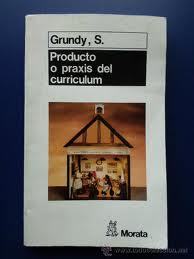 Grundy, S.
Producto
o praxis del
curriculum
Morata